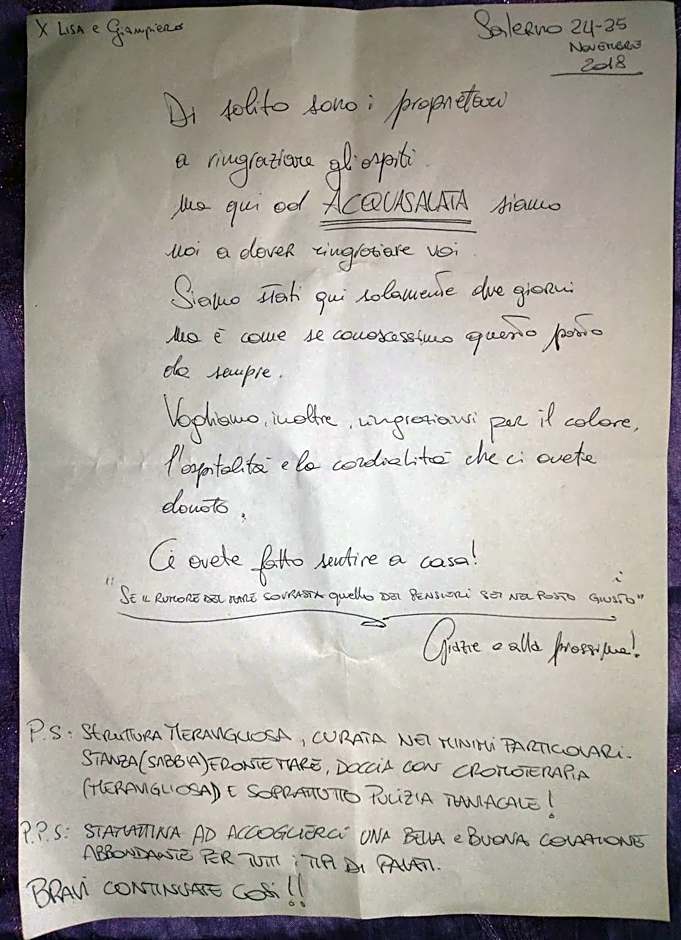 X LISA e Giampiero
Salerno 24-25
NOVEMBRE
2018
Di solito sono i proprietari
a ringraziare gli ospiti
ma qui ad ACQUASALATA siamo
noi a dover ringraziare voi.
Siamo stati qui solamente due giorni
ma è come se conoscessimo questo posto
da sempre.
Vogliamo, inoltre, ringraziarvi per il calore,
l'ospitalità e la cordialità che ci avete
donato.
Ci avete fatto sentire a casa!
"SE IL RUMORE DEL MARE SOVRASTA quello DEI PENSIERI SEI NEL POSTO GIUSTO"
Grazie e alla prossima!
P.S: STRUTTURA MERAVIGLIOSA, CURATA NEI MINIMI PARTICOLARI.
STANZA (SABBIA) FRONTE MARE, DOCCIA CON CROMOTERAPIA
(MERAVIGLIOSA) E SOPRATTUTTO PULIZIA MANIACALE!
P.P.S: STAMATTINA AD ACCOGLIERCI UNA BELLA e BUONA COLAZIONE
ABBONDANTE PER TUTTI i TIPI DI PALATI.
BRAVI CONTINUATE COSì!!